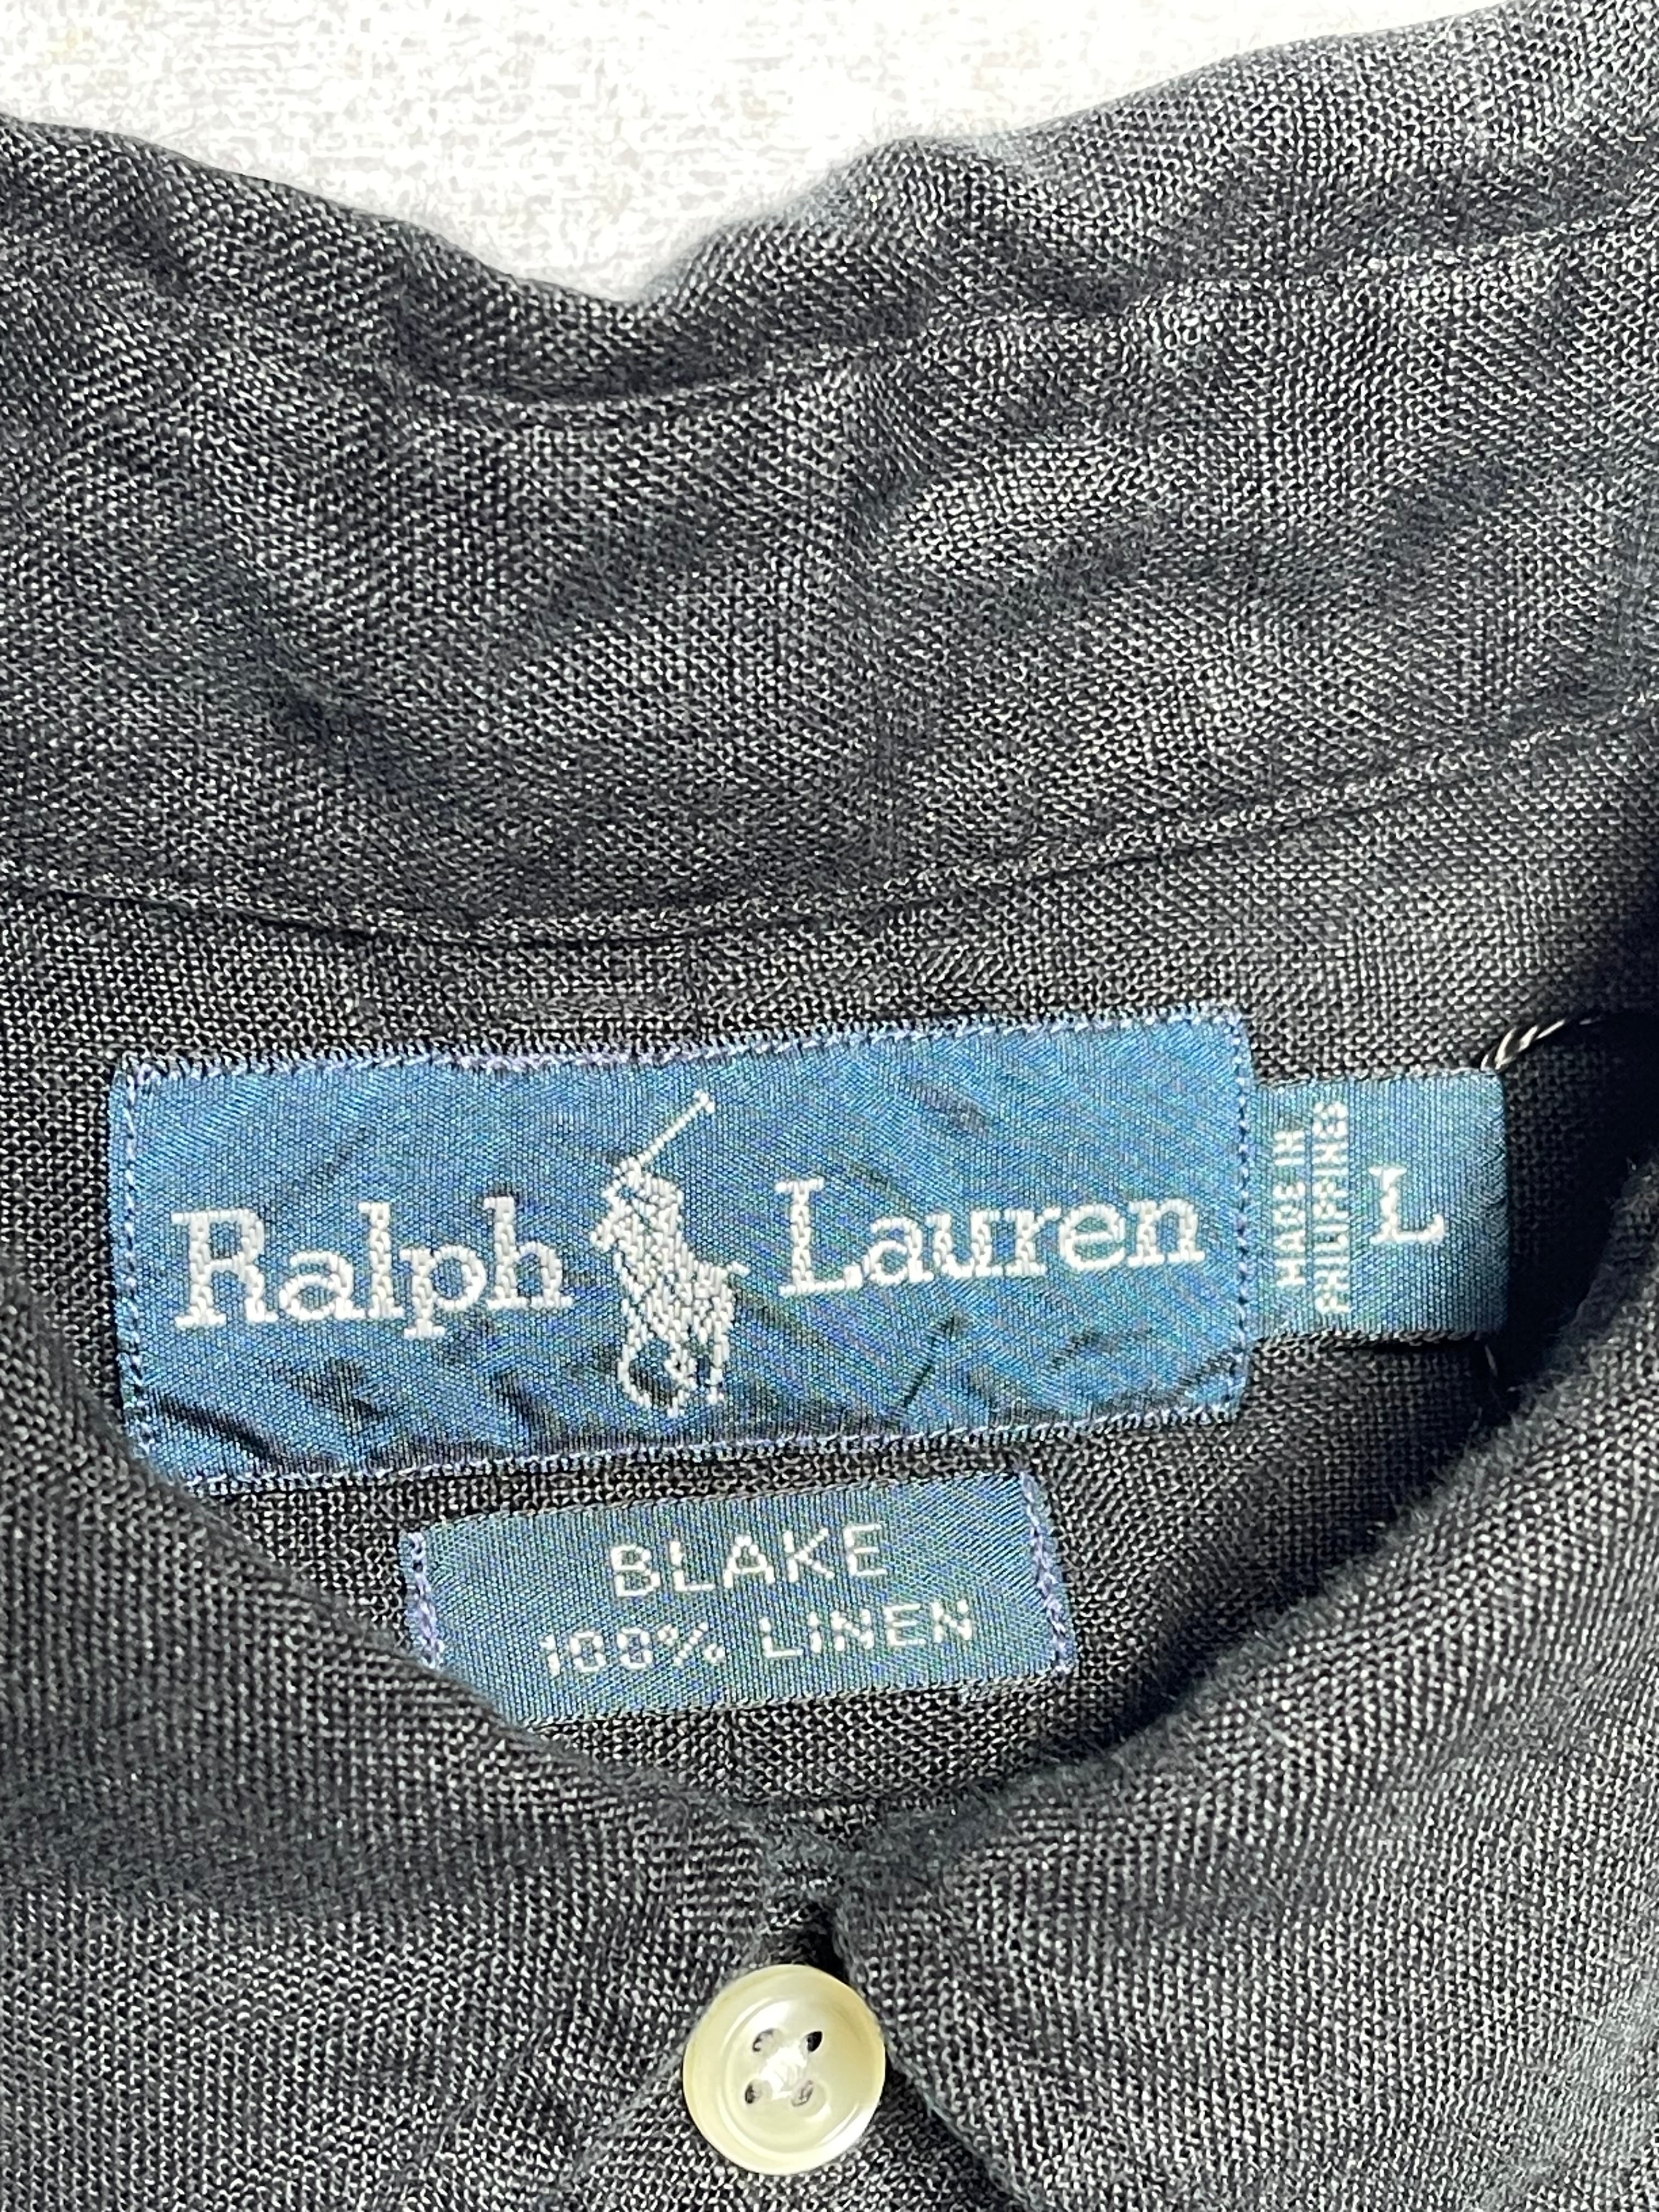 Ralph Lauren
MADE IN
PHILIPPINES
L
BLAKE
100% LINEN